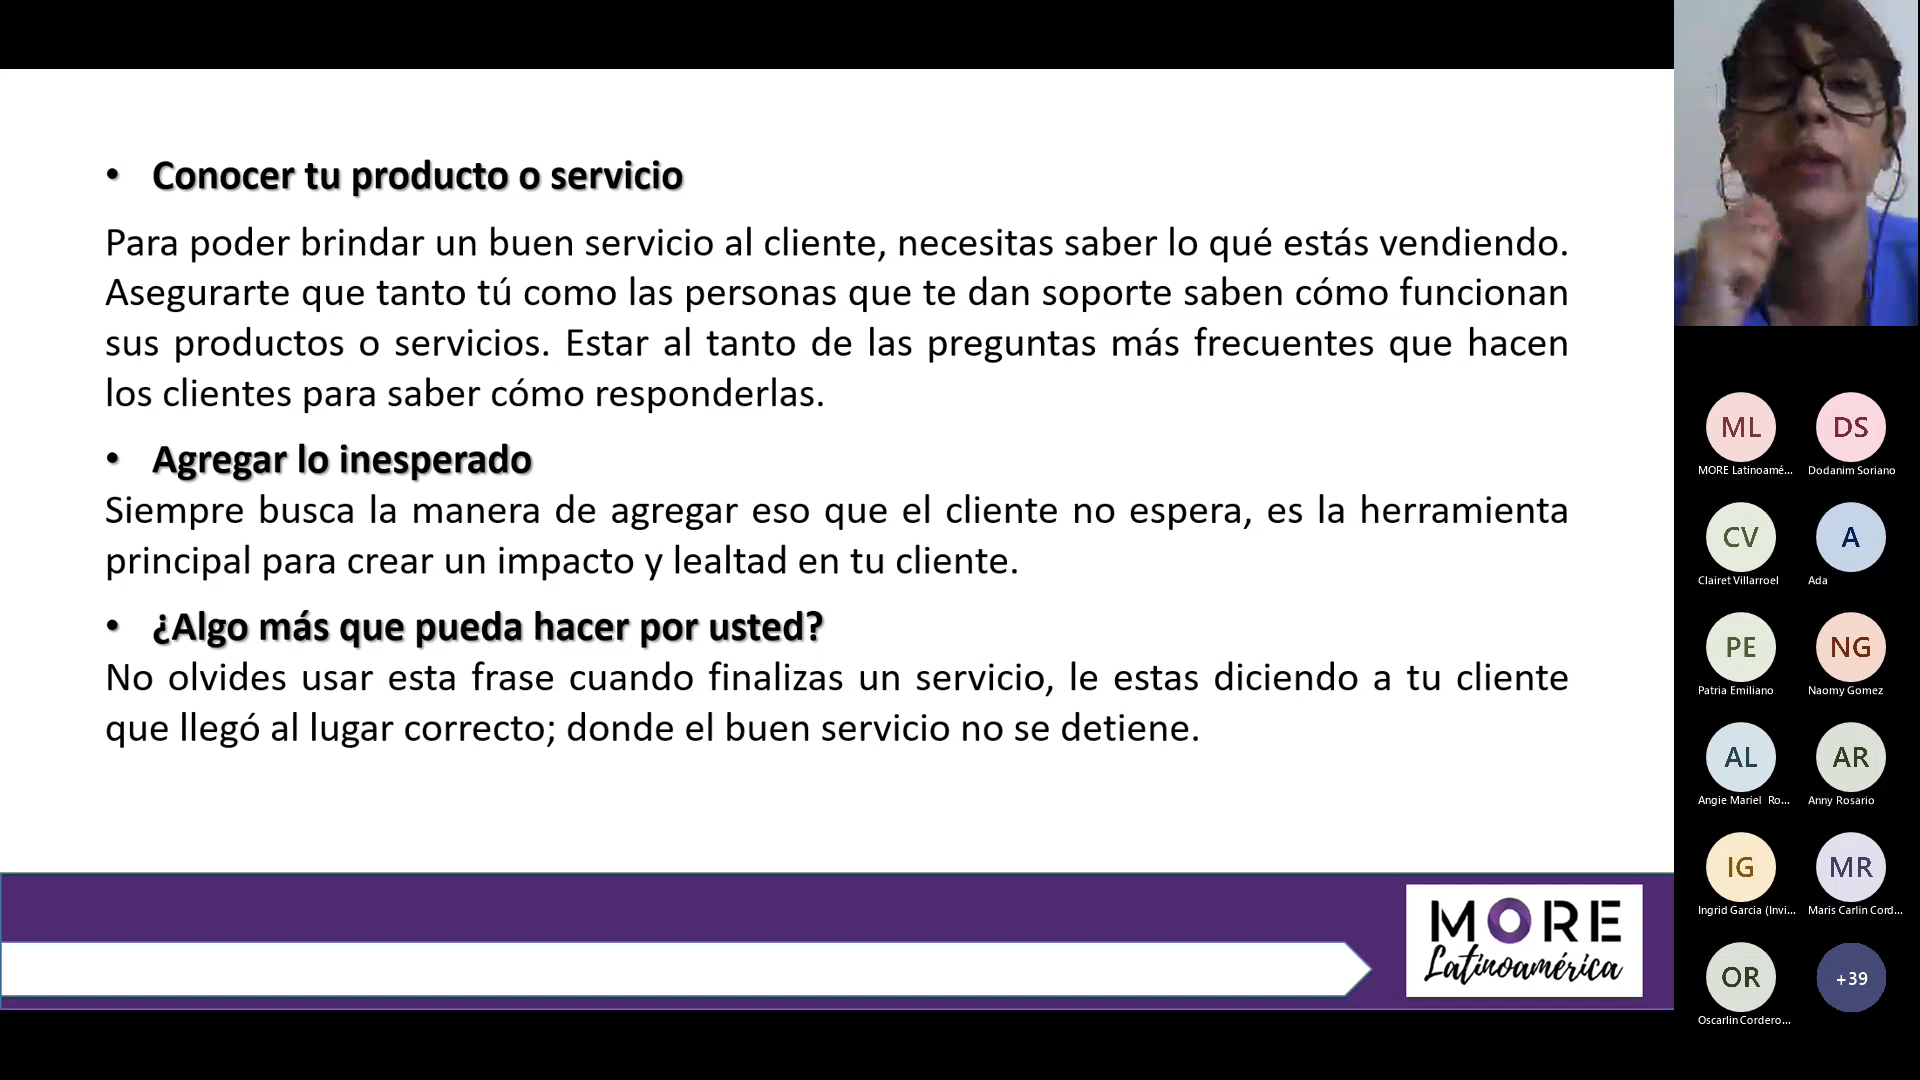 • Conocer tu producto o servicio
Para poder brindar un buen servicio al cliente, necesitas saber lo qué estás vendiendo.
Asegurarte que tanto tú como las personas que te dan soporte saben cómo funcionan
sus productos o servicios. Estar al tanto de las preguntas más frecuentes que hacen
los clientes para saber cómo responderlas.
• Agregar lo inesperado
Siempre busca la manera de agregar eso que el cliente no espera, es la herramienta
principal para crear un impacto y lealtad en tu cliente.
• ¿Algo más que pueda hacer por usted?
No olvides usar esta frase cuando finalizas un servicio, le estas diciendo a tu cliente
que llegó al lugar correcto; donde el buen servicio no se detiene.
MORE
Latinoamérica
ML
DS
MORE Latinoamé...
Dodanim Soriano
CV
A
Clairet Villarroel
Ada
PE
NG
Patria Emiliano
Naomy Gomez
AL
AR
Angie Mariel Ro...
Anny Rosario
IG
MR
Ingrid Garcia (Invi...
Maris Carlin Cord...
OR
+39
Oscarlin Cordero...